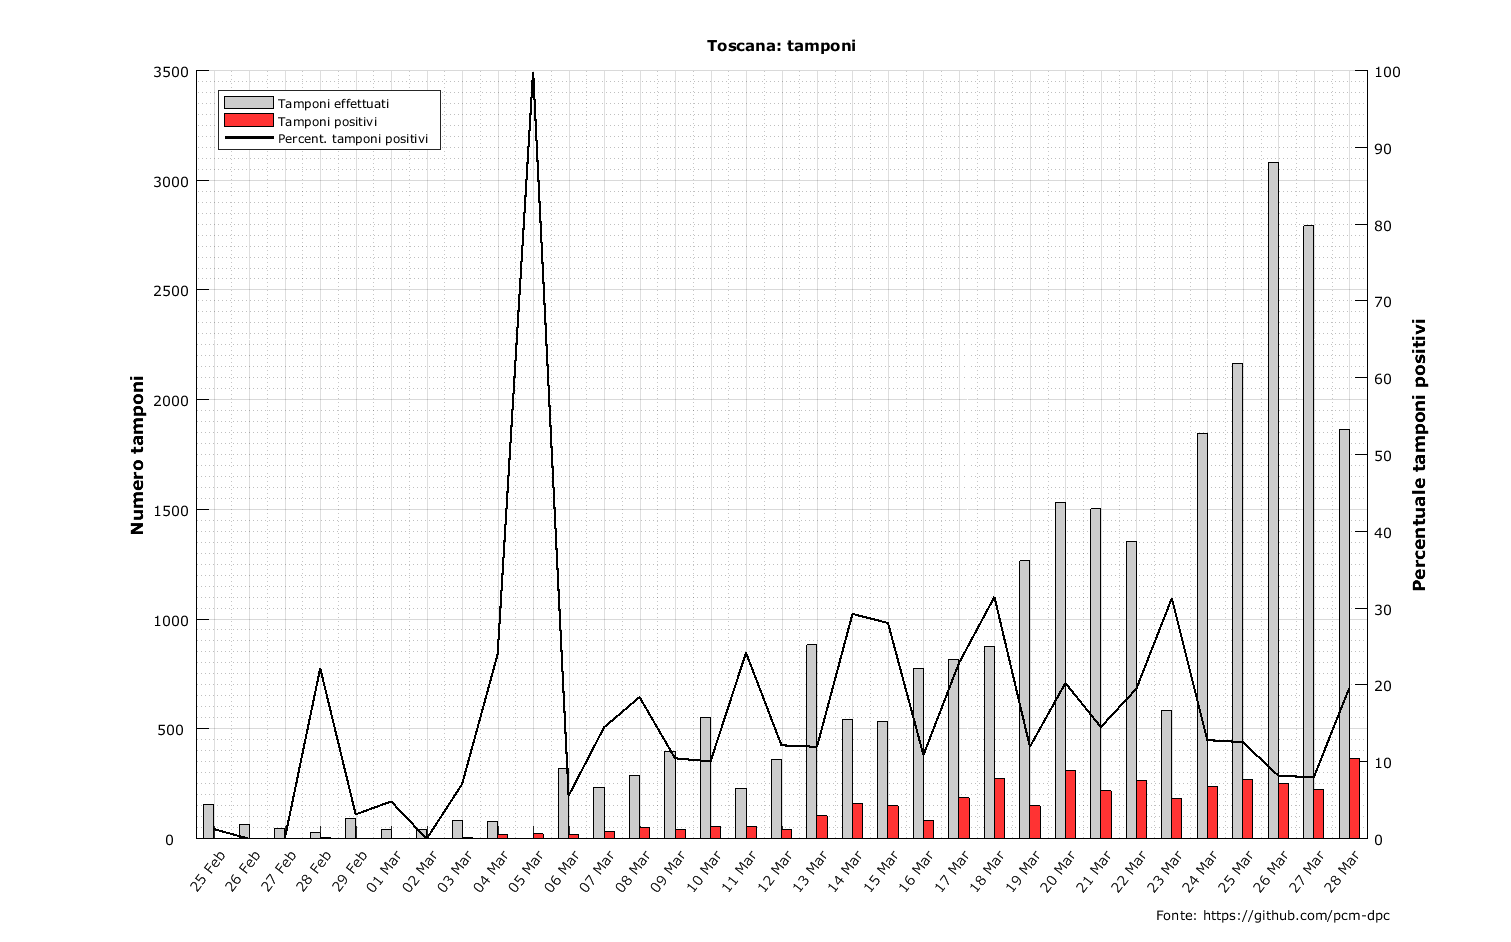 Toscana: tamponi
Tamponi effettuati
Tamponi positivi
Percent. tamponi positivi
Numero tamponi
3500
3000
2500
2000
1500
1000
500
0
Percentuale tamponi positivi
100
90
80
70
60
50
40
30
20
10
0
25 Feb
26 Feb
27 Feb
28 Feb
29 Feb
01 Mar
02 Mar
03 Mar
04 Mar
05 Mar
06 Mar
07 Mar
08 Mar
09 Mar
10 Mar
11 Mar
12 Mar
13 Mar
14 Mar
15 Mar
16 Mar
17 Mar
18 Mar
19 Mar
20 Mar
21 Mar
22 Mar
23 Mar
24 Mar
25 Mar
26 Mar
27 Mar
28 Mar
Fonte: https://github.com/pcm-dpc